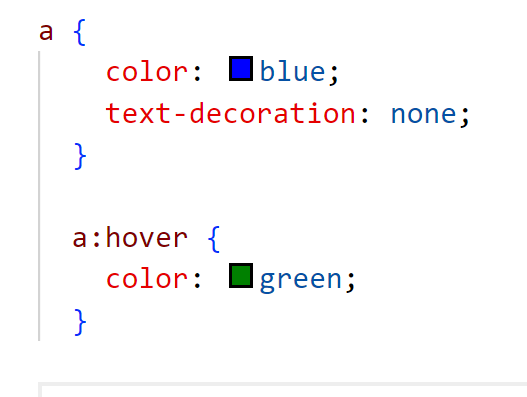 a {
color: blue;
text-decoration: none;
}
a:hover {
color: green;
}